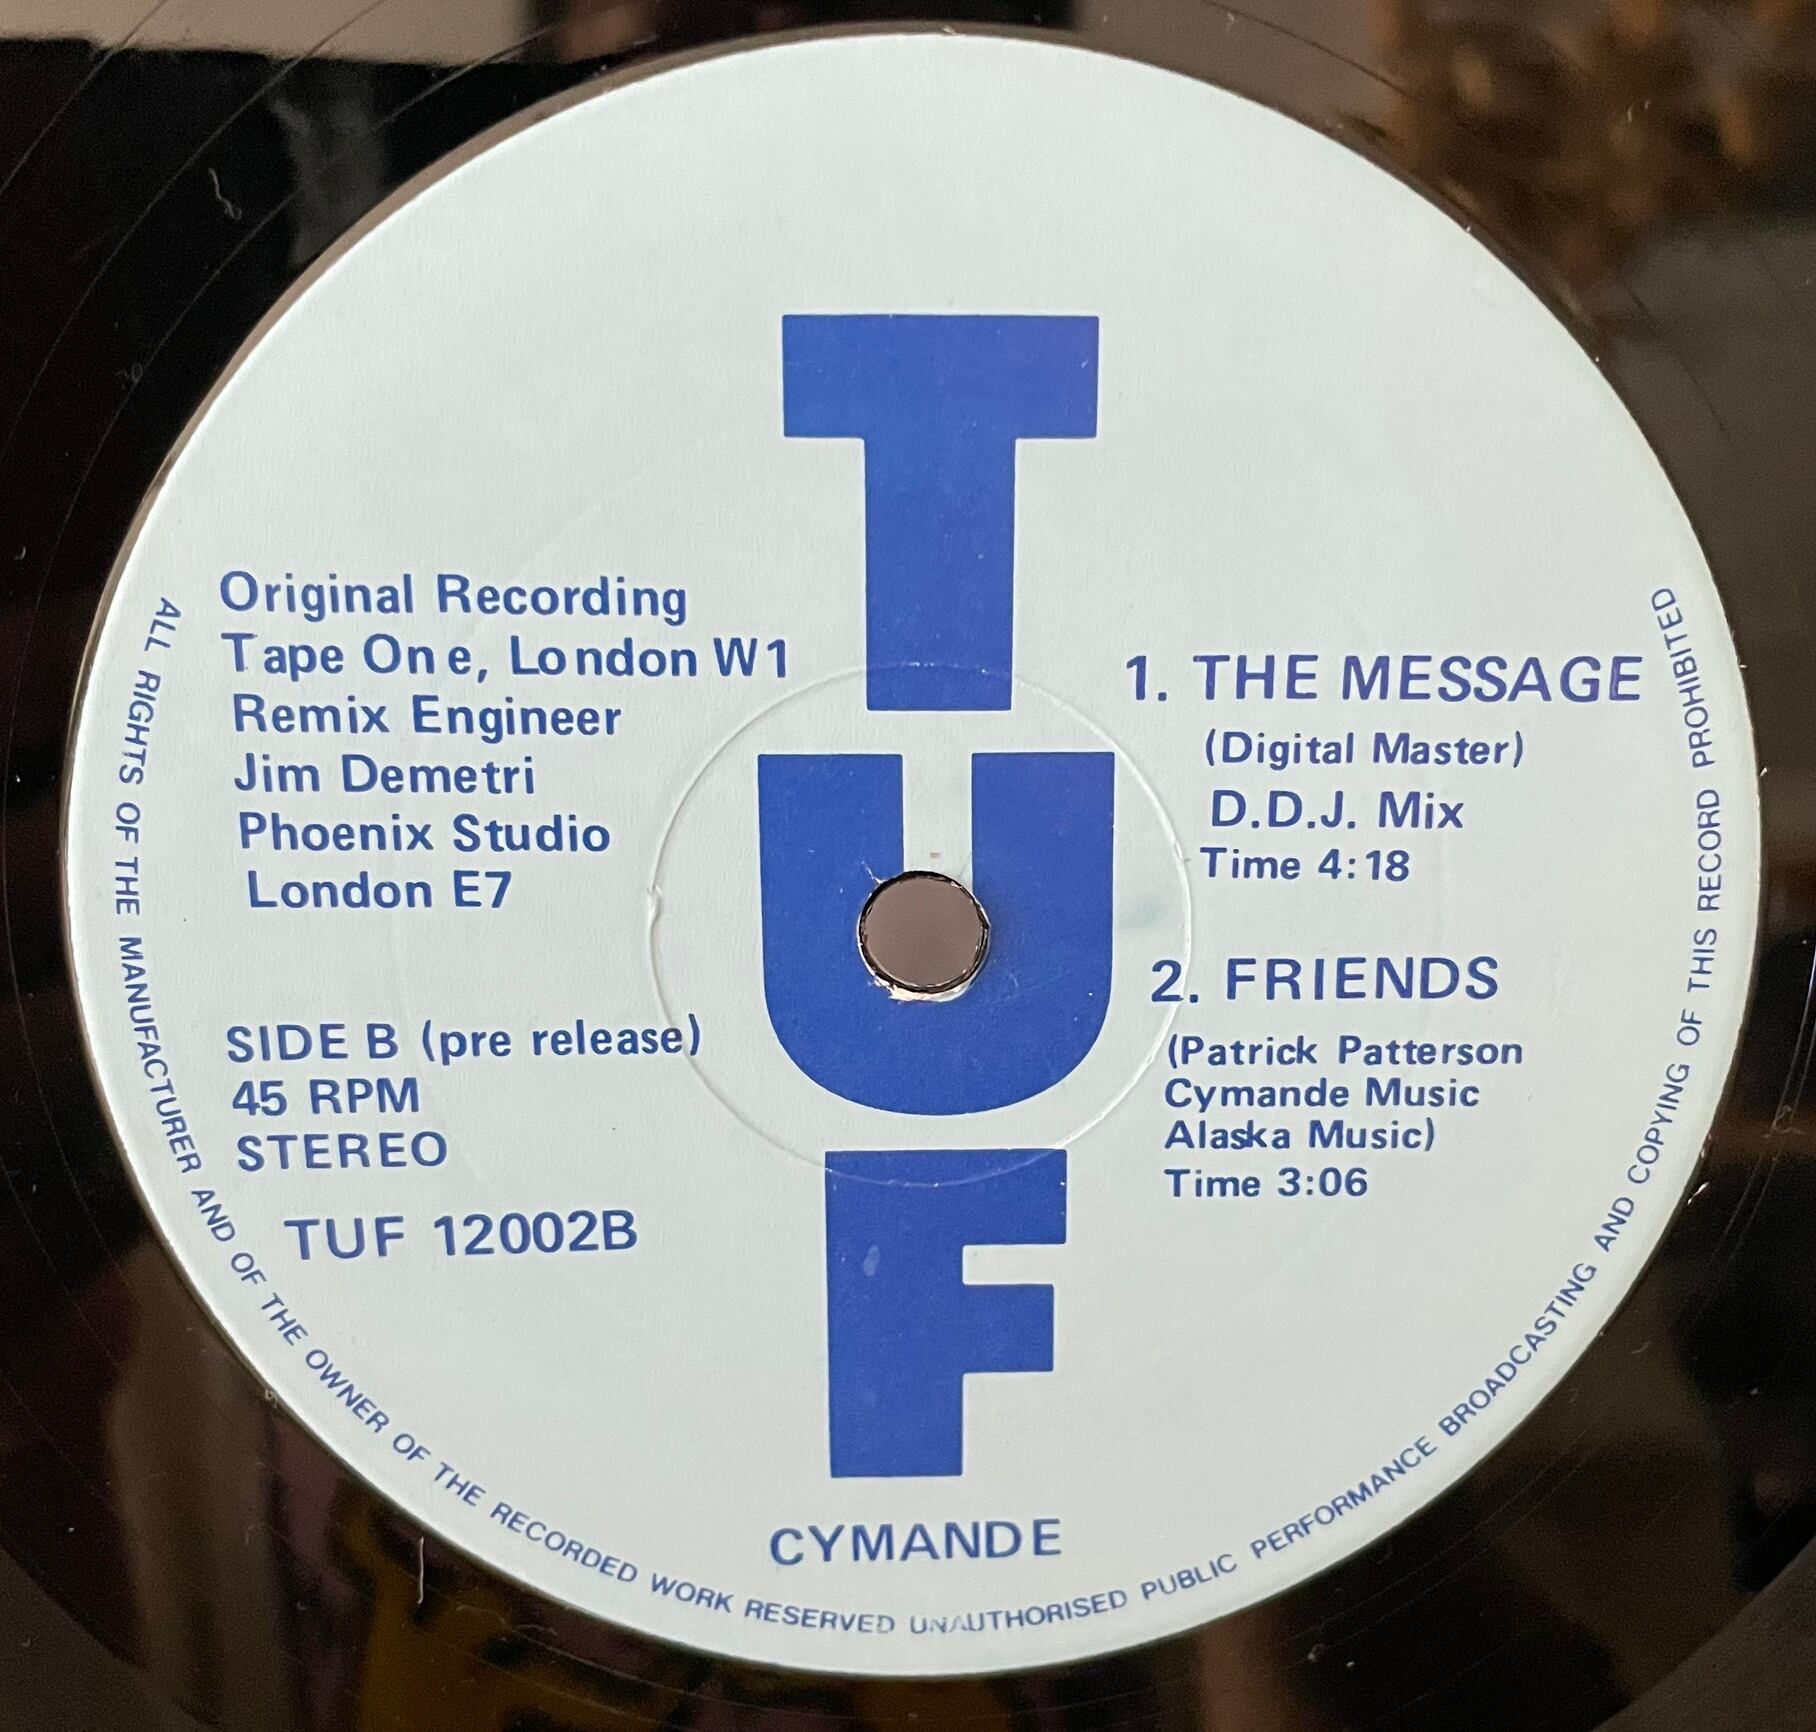 TUF
Original Recording
Tape One, London W1
Remix Engineer
Jim Demetri
Phoenix Studio
London E7
SIDE B (pre release)
45 RPM
STEREO
TUF 12002B
1. THE MESSAGE
(Digital Master)
D.D.J. Mix
Time 4:18
2. FRIENDS
(Patrick Patterson
Cymande Music
Alaska Music)
Time 3:06
CYMANDE
ALL RIGHTS OF THE MANUFACTURER AND OF THE OWNER OF THE RECORDED WORK RESERVED UNAUTHORISED PUBLIC PERFORMANCE BROADCASTING AND COPYING OF THIS RECORD PROHIBITED